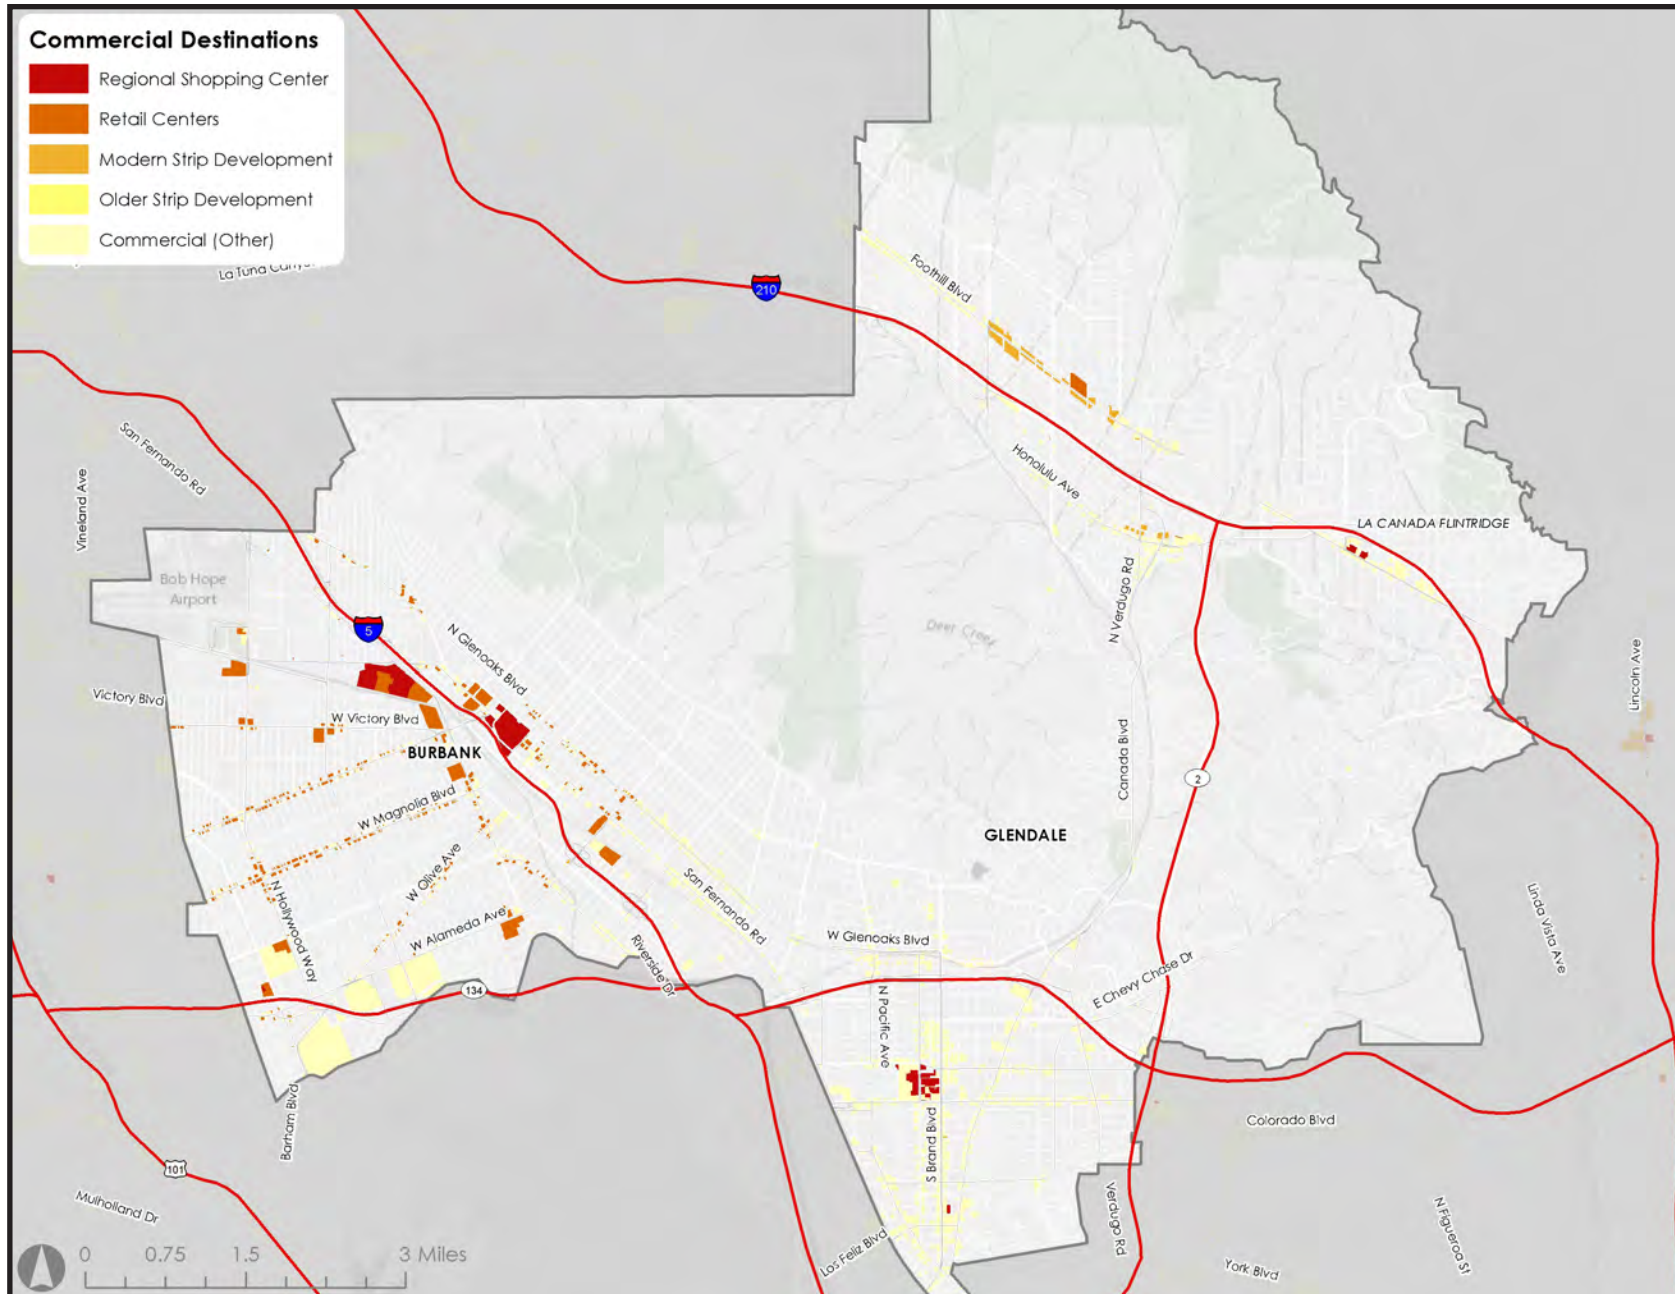 Commercial Destinations
Regional Shopping Center
Retail Centers
Modern Strip Development
Older Strip Development
Commercial (Other)
La Tuna
210
Foothill Blvd
San Fernando Rd
Vineland Ave
Honolulu Ave
LA CANADA FLINTRIDGE
Bob Hope
Airport
5
N Glenoaks Blvd
N Verdugo Rd
Deer Creek
Lincoln Ave
Victory Blvd
W Victory Blvd
BURBANK
Canada Blvd
2
W Magnolia Blvd
GLENDALE
W Olive Ave
N Hollywood Way
San Fernando Rd
W Alameda Ave
W Glenoaks Blvd
Riverside Dr
Linda Vista Ave
E Chevy Chase Dr
134
N Pacific Ave
Barham Blvd
S Brand Blvd
Colorado Blvd
101
Mulholland Dr
Verdugo Rd
N Figueroa St
Los Feliz Blvd
York Blvd
0 0.75 1.5 3 Miles